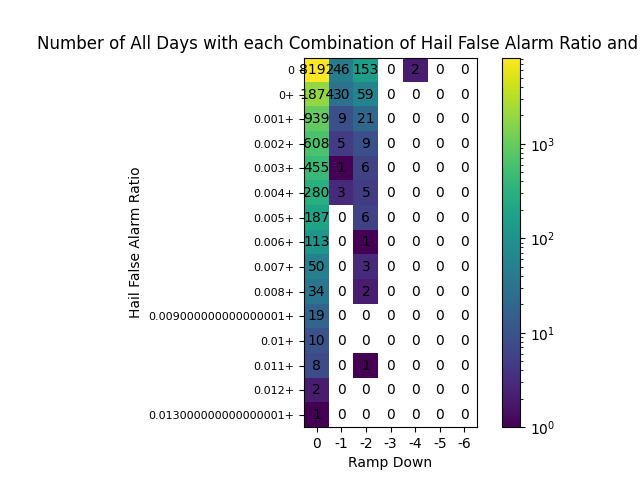 Number of All Days with each Combination of Hail False Alarm Ratio and
Hail False Alarm Ratio
0 8192 46 153 0 2 0 0
0+ 1874 30 59 0 0 0 0
0.001+ 939 9 21 0 0 0 0
0.002+ 608 5 9 0 0 0 0
0.003+ 455 1 6 0 0 0 0
0.004+ 280 3 5 0 0 0 0
0.005+ 187 0 6 0 0 0 0
0.006+ 113 0 1 0 0 0 0
0.007+ 50 0 3 0 0 0 0
0.008+ 34 0 2 0 0 0 0
0.009000000000000001+ 19 0 0 0 0 0 0
0.01+ 10 0 0 0 0 0 0
0.011+ 8 0 1 0 0 0 0
0.012+ 2 0 0 0 0 0 0
0.013000000000000001+ 1 0 0 0 0 0 0
0 -1 -2 -3 -4 -5 -6
Ramp Down
10³
10²
10¹
10⁰